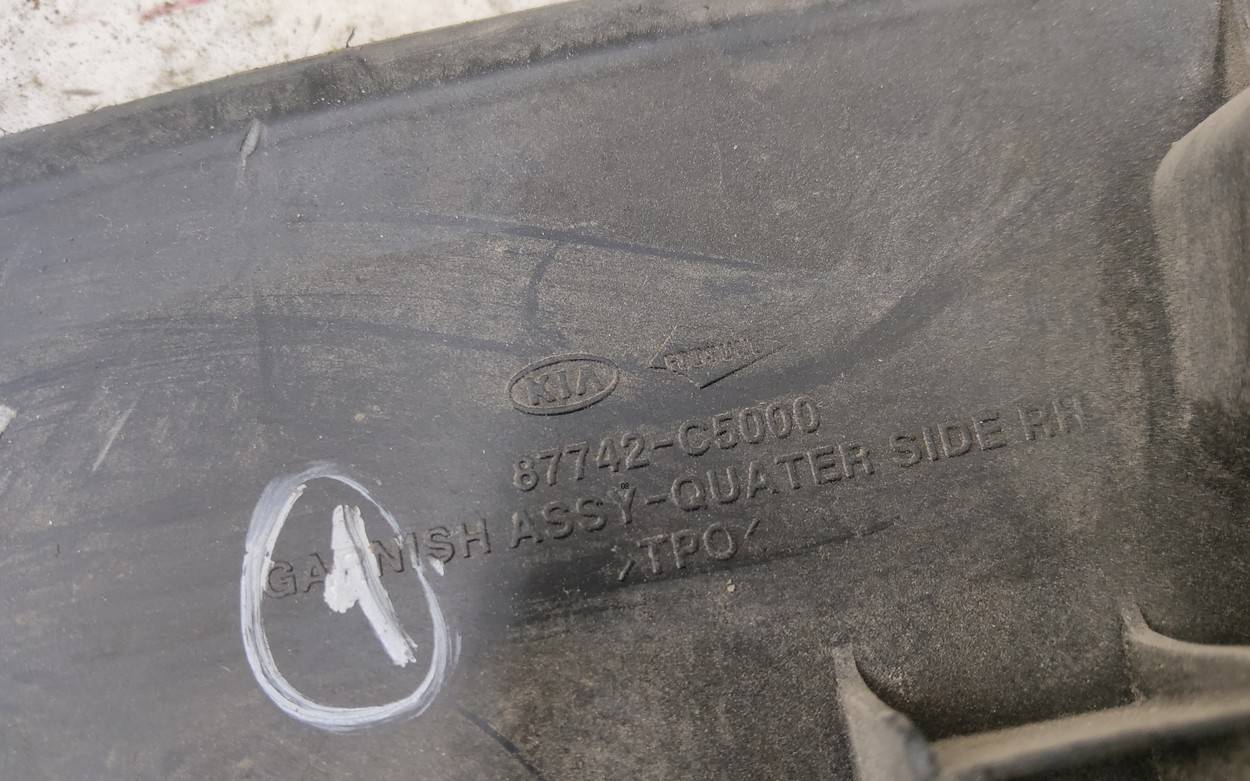 KIA
87742-C5000
GARNISH ASSY-QUATER SIDE RH
>TPO<
1